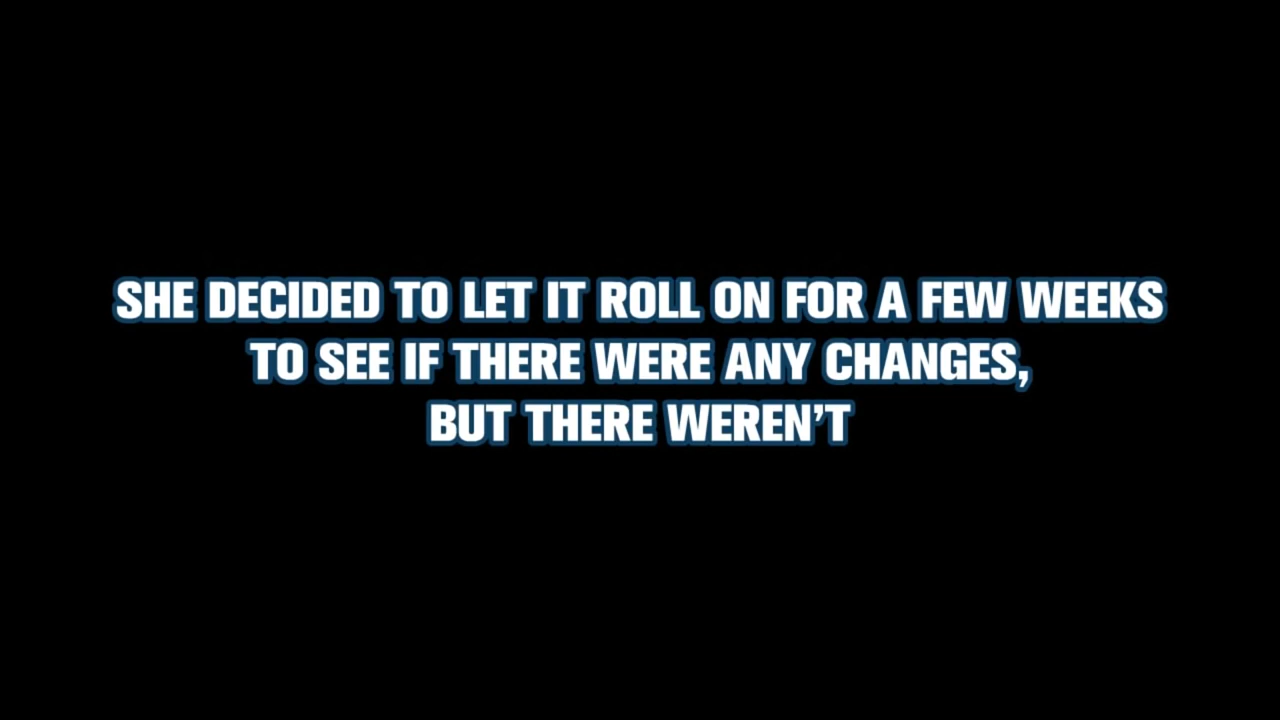 SHE DECIDED TO LET IT ROLL ON FOR A FEW WEEKS
TO SEE IF THERE WERE ANY CHANGES,
BUT THERE WEREN’T